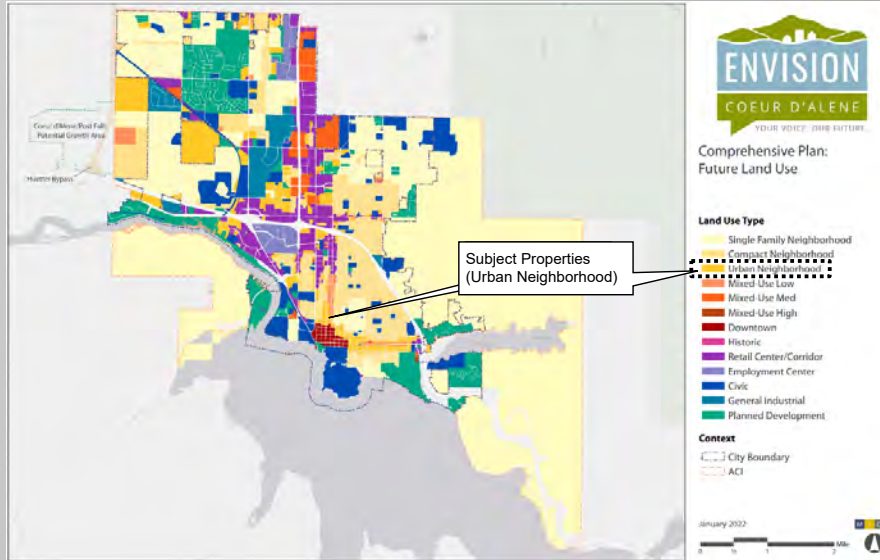 Coeur d'Alene/Post Falls
Potential Growth Area
Huetter Bypass
Subject Properties
(Urban Neighborhood)
ENVISION
COEUR D'ALENE
YOUR VOICE. OUR FUTURE.
Comprehensive Plan:
Future Land Use
Land Use Type
Single Family Neighborhood
Compact Neighborhood
Urban Neighborhood
Mixed-Use Low
Mixed-Use Med
Mixed-Use High
Downtown
Historic
Retail Center/Corridor
Employment Center
Civic
General Industrial
Planned Development
Context
City Boundary
ACI
January 2022
0 ½ 1 2 Mile